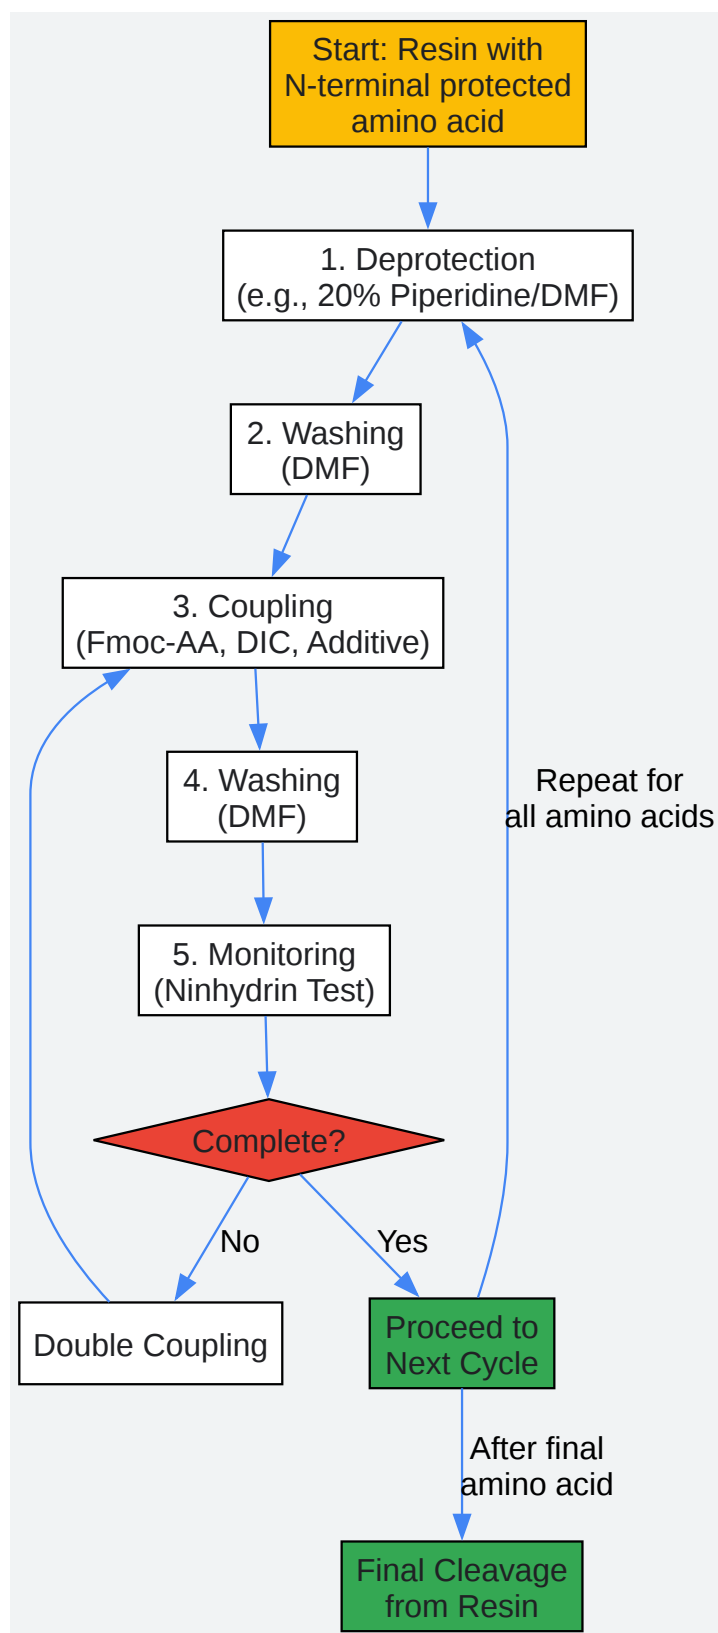 Start: Resin with
N-terminal protected
amino acid
1. Deprotection
(e.g., 20% Piperidine/DMF)
2. Washing
(DMF)
3. Coupling
(Fmoc-AA, DIC, Additive)
4. Washing
(DMF)
Repeat for
all amino acids
5. Monitoring
(Ninhydrin Test)
Complete?
No
Yes
Double Coupling
Proceed to
Next Cycle
After final
amino acid
Final Cleavage
from Resin